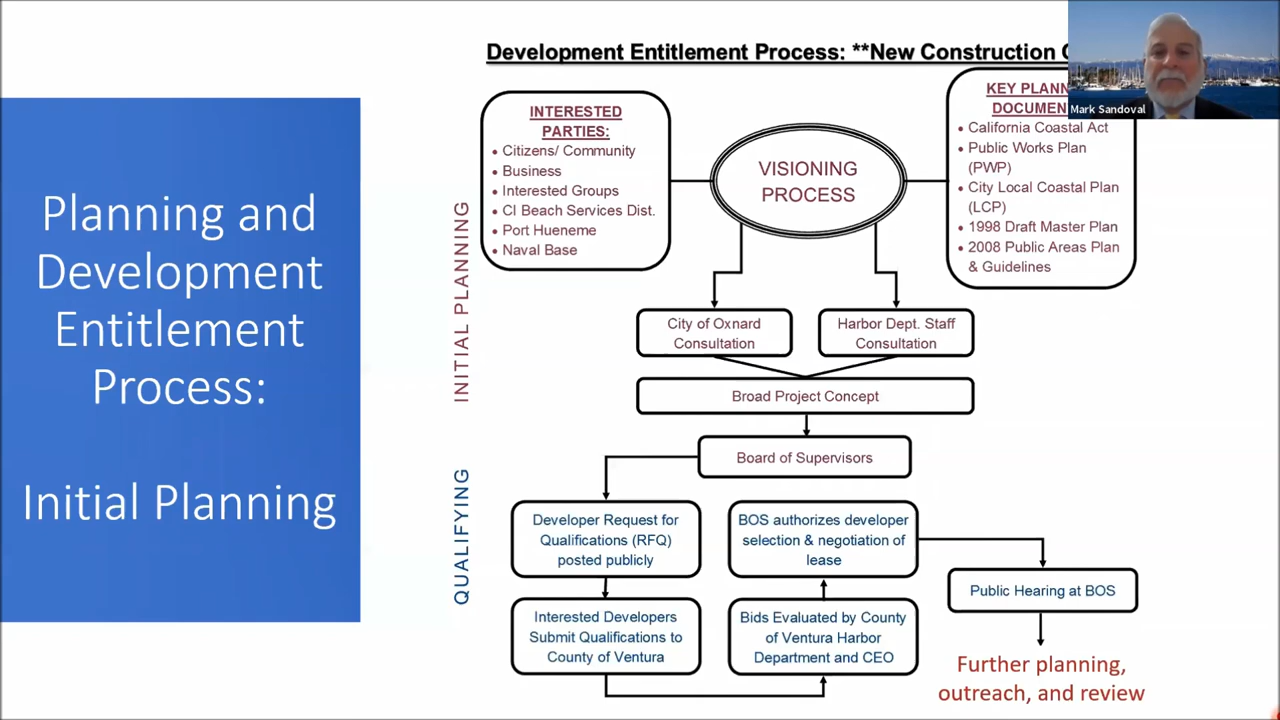 Planning and
Development
Entitlement
Process:
Initial Planning
Development Entitlement Process: **New Construction
Mark Sandoval
INTERESTED
PARTIES:
• Citizens/ Community
• Business
• Interested Groups
• CI Beach Services Dist.
• Port Hueneme
• Naval Base
VISIONING
PROCESS
KEY
• California Coastal Act
• Public Works Plan
(PWP)
• City Local Coastal Plan
(LCP)
• 1998 Draft Master Plan
• 2008 Public Areas Plan
& Guidelines
INITIAL PLANNING
City of Oxnard
Consultation
Harbor Dept. Staff
Consultation
Broad Project Concept
Board of Supervisors
QUALIFYING
Developer Request for
Qualifications (RFQ)
posted publicly
BOS authorizes developer
selection & negotiation of
lease
Public Hearing at BOS
Interested Developers
Submit Qualifications to
County of Ventura
Bids Evaluated by County
of Ventura Harbor
Department and CEO
Further planning,
outreach, and review